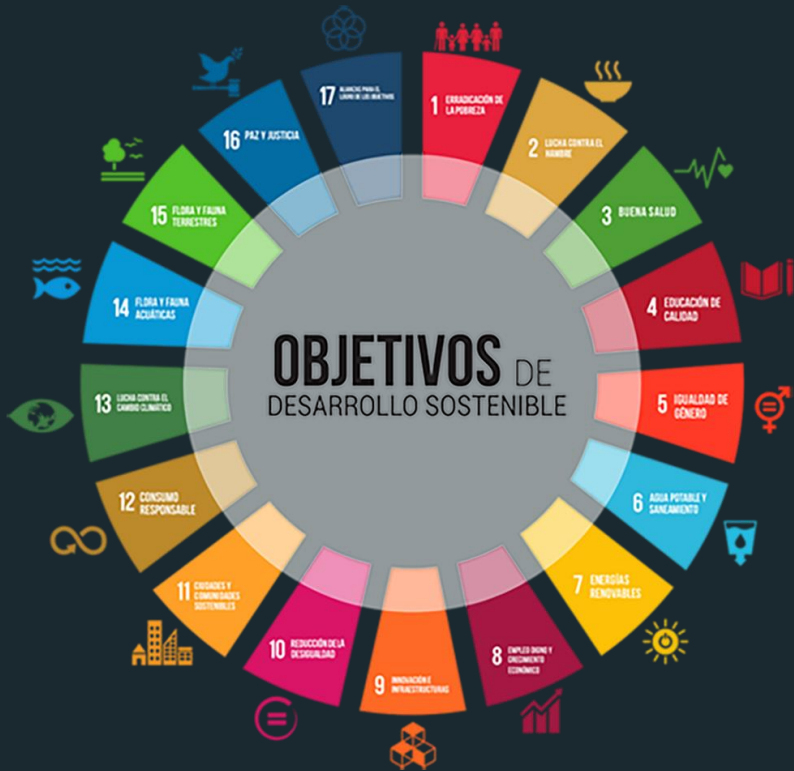 OBJETIVOS DE
DESARROLLO SOSTENIBLE
1 ERRADICACIÓN DE
LA POBREZA
2 LUCHA CONTRA EL
HAMBRE
3 BUENA SALUD
4 EDUCACIÓN DE
CALIDAD
5 IGUALDAD DE
GÉNERO
6 AGUA POTABLE Y
SANEAMIENTO
7 ENERGÍAS
RENOVABLES
8 EMPLEO DIGNO Y
CRECIMIENTO
ECONÓMICO
9 INNOVACIÓN E
INFRAESTRUCTURAS
10 REDUCCIÓN DE LA
DESIGUALDAD
11 CIUDADES Y
COMUNIDADES
SOSTENIBLES
12 CONSUMO
RESPONSABLE
13 LUCHA CONTRA EL
CAMBIO CLIMÁTICO
14 FLORA Y FAUNA
ACUÁTICAS
15 FLORA Y FAUNA
TERRESTRES
16 PAZ Y JUSTICIA
17 ALIANZAS PARA EL
LOGRO DE LOS OBJETIVOS